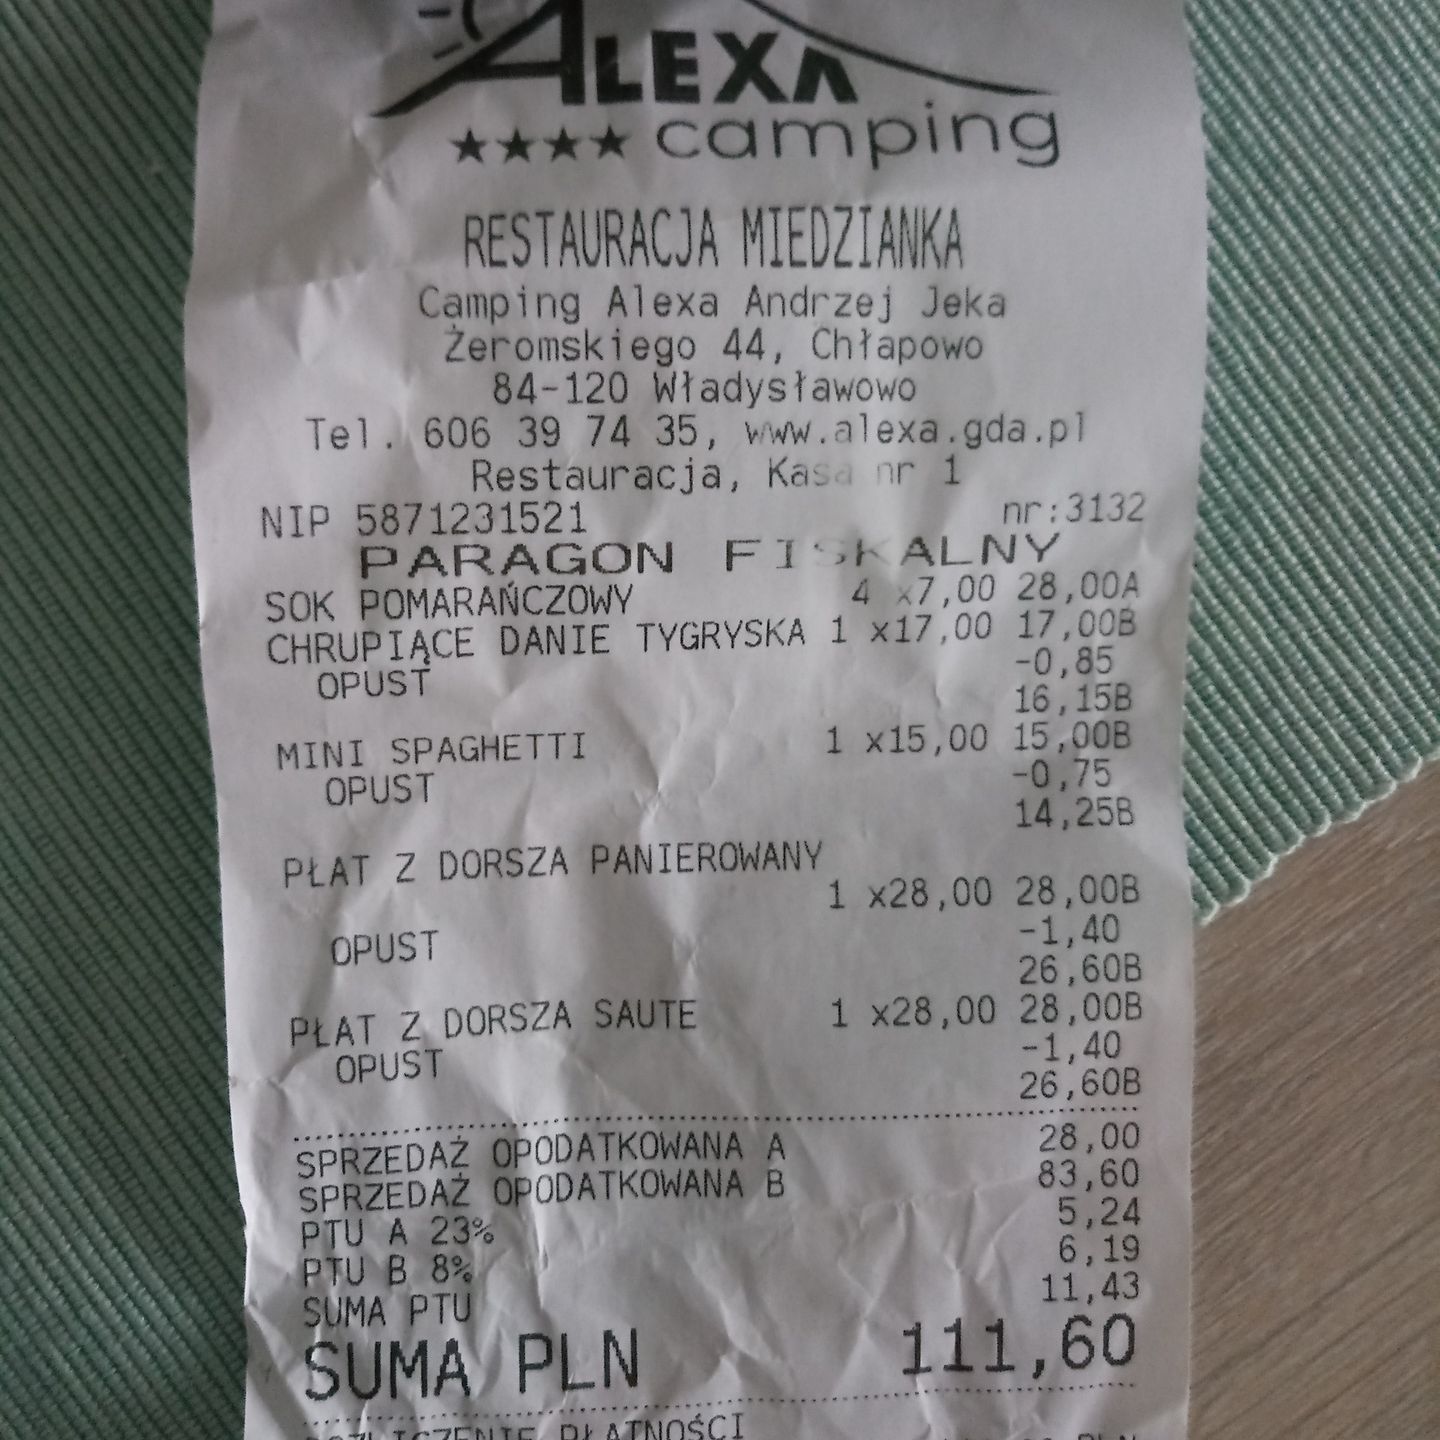 ALEXA
★★★★ camping
RESTAURACJA MIEDZIANKA
Camping Alexa Andrzej Jeka
Żeromskiego 44, Chłapowo
84-120 Władysławowo
Tel. 606 39 74 35, www.alexa.gda.pl
Restauracja, Kasa nr 1
NIP 5871231521 nr:3132
PARAGON FISKALNY
SOK POMARAŃCZOWY 4 x7,00 28,00A
CHRUPIĄCE DANIE TYGRYSKA 1 x17,00 17,00B
OPUST -0,85
16,15B
MINI SPAGHETTI 1 x15,00 15,00B
OPUST -0,75
14,25B
PŁAT Z DORSZA PANIEROWANY
1 x28,00 28,00B
OPUST -1,40
26,60B
PŁAT Z DORSZA SAUTE 1 x28,00 28,00B
OPUST -1,40
26,60B
SPRZEDAŻ OPODATKOWANA A 28,00
SPRZEDAŻ OPODATKOWANA B 83,60
PTU A 23% 5,24
PTU B 8% 6,19
SUMA PTU 11,43
SUMA PLN 111,60
ROZLICZENIE PŁATNOŚCI
PLN